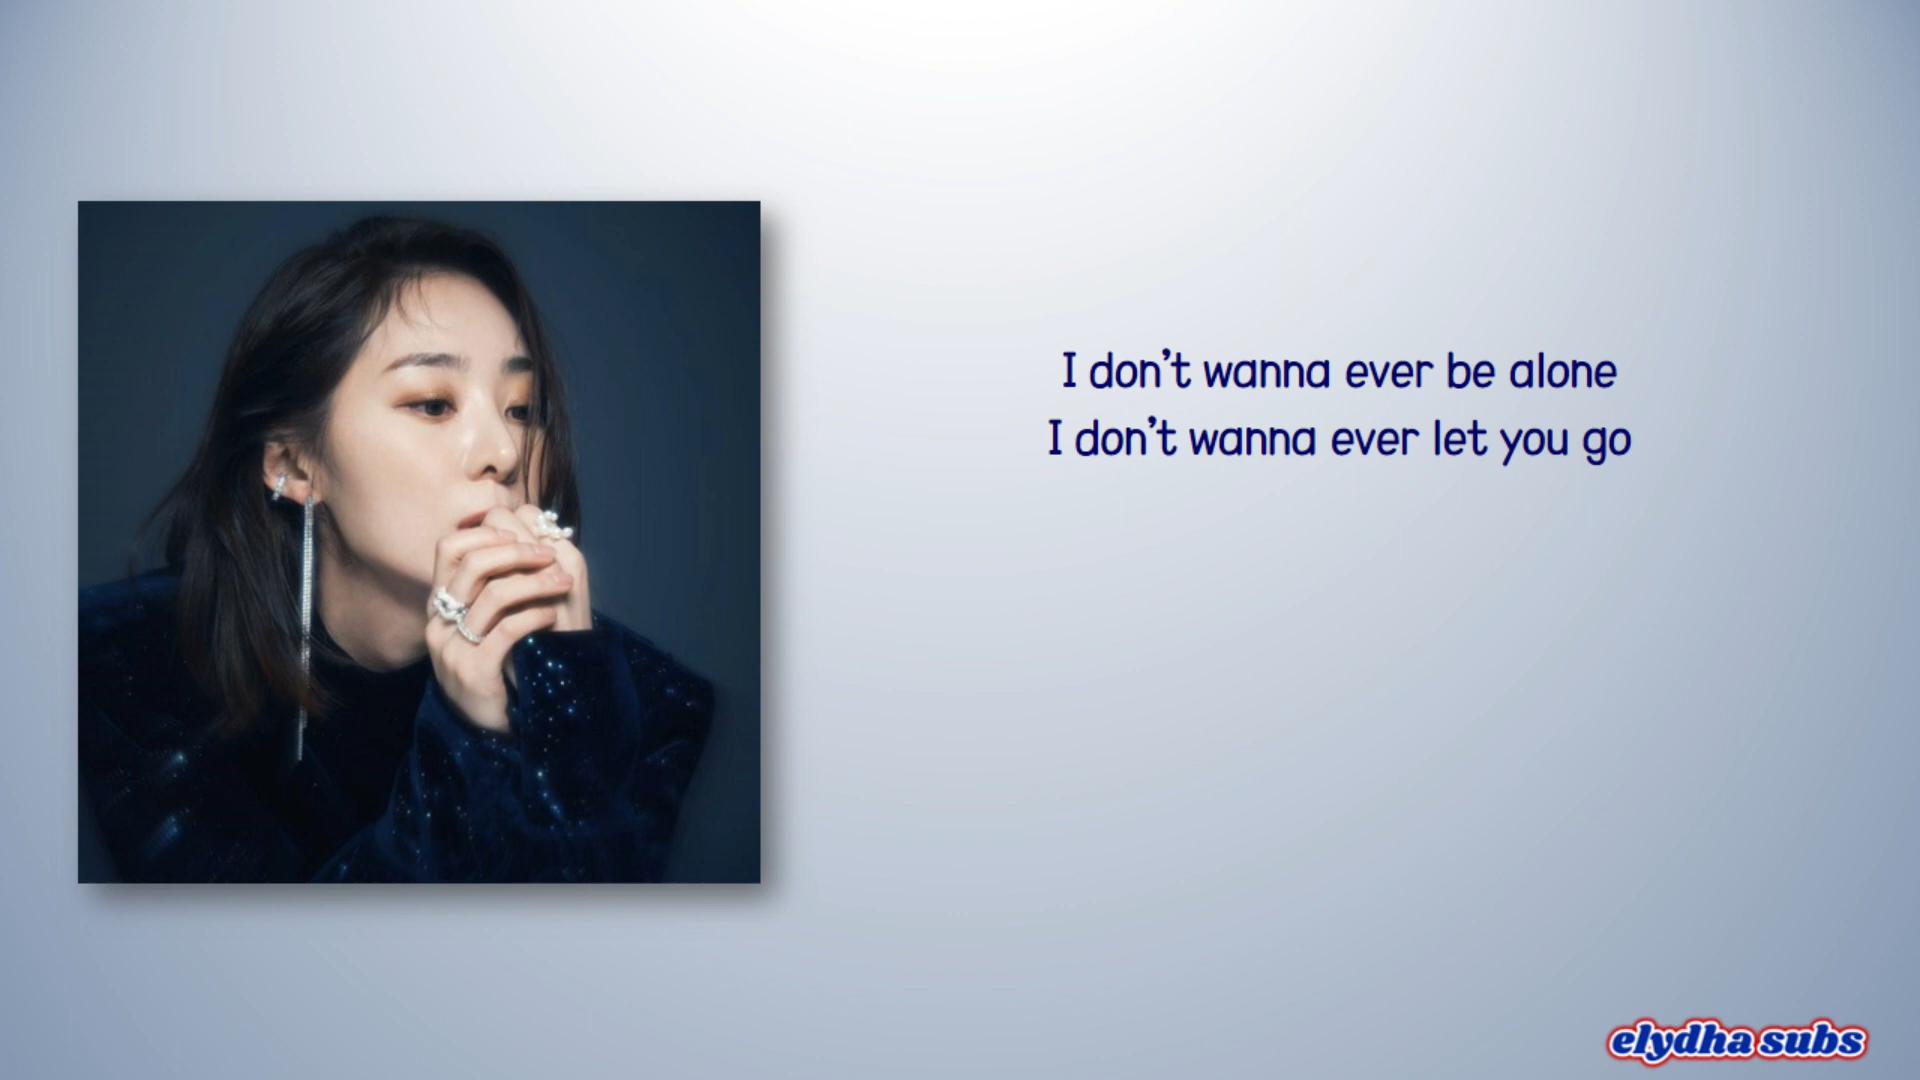 I don’t wanna ever be alone
I don’t wanna ever let you go
elydha subs